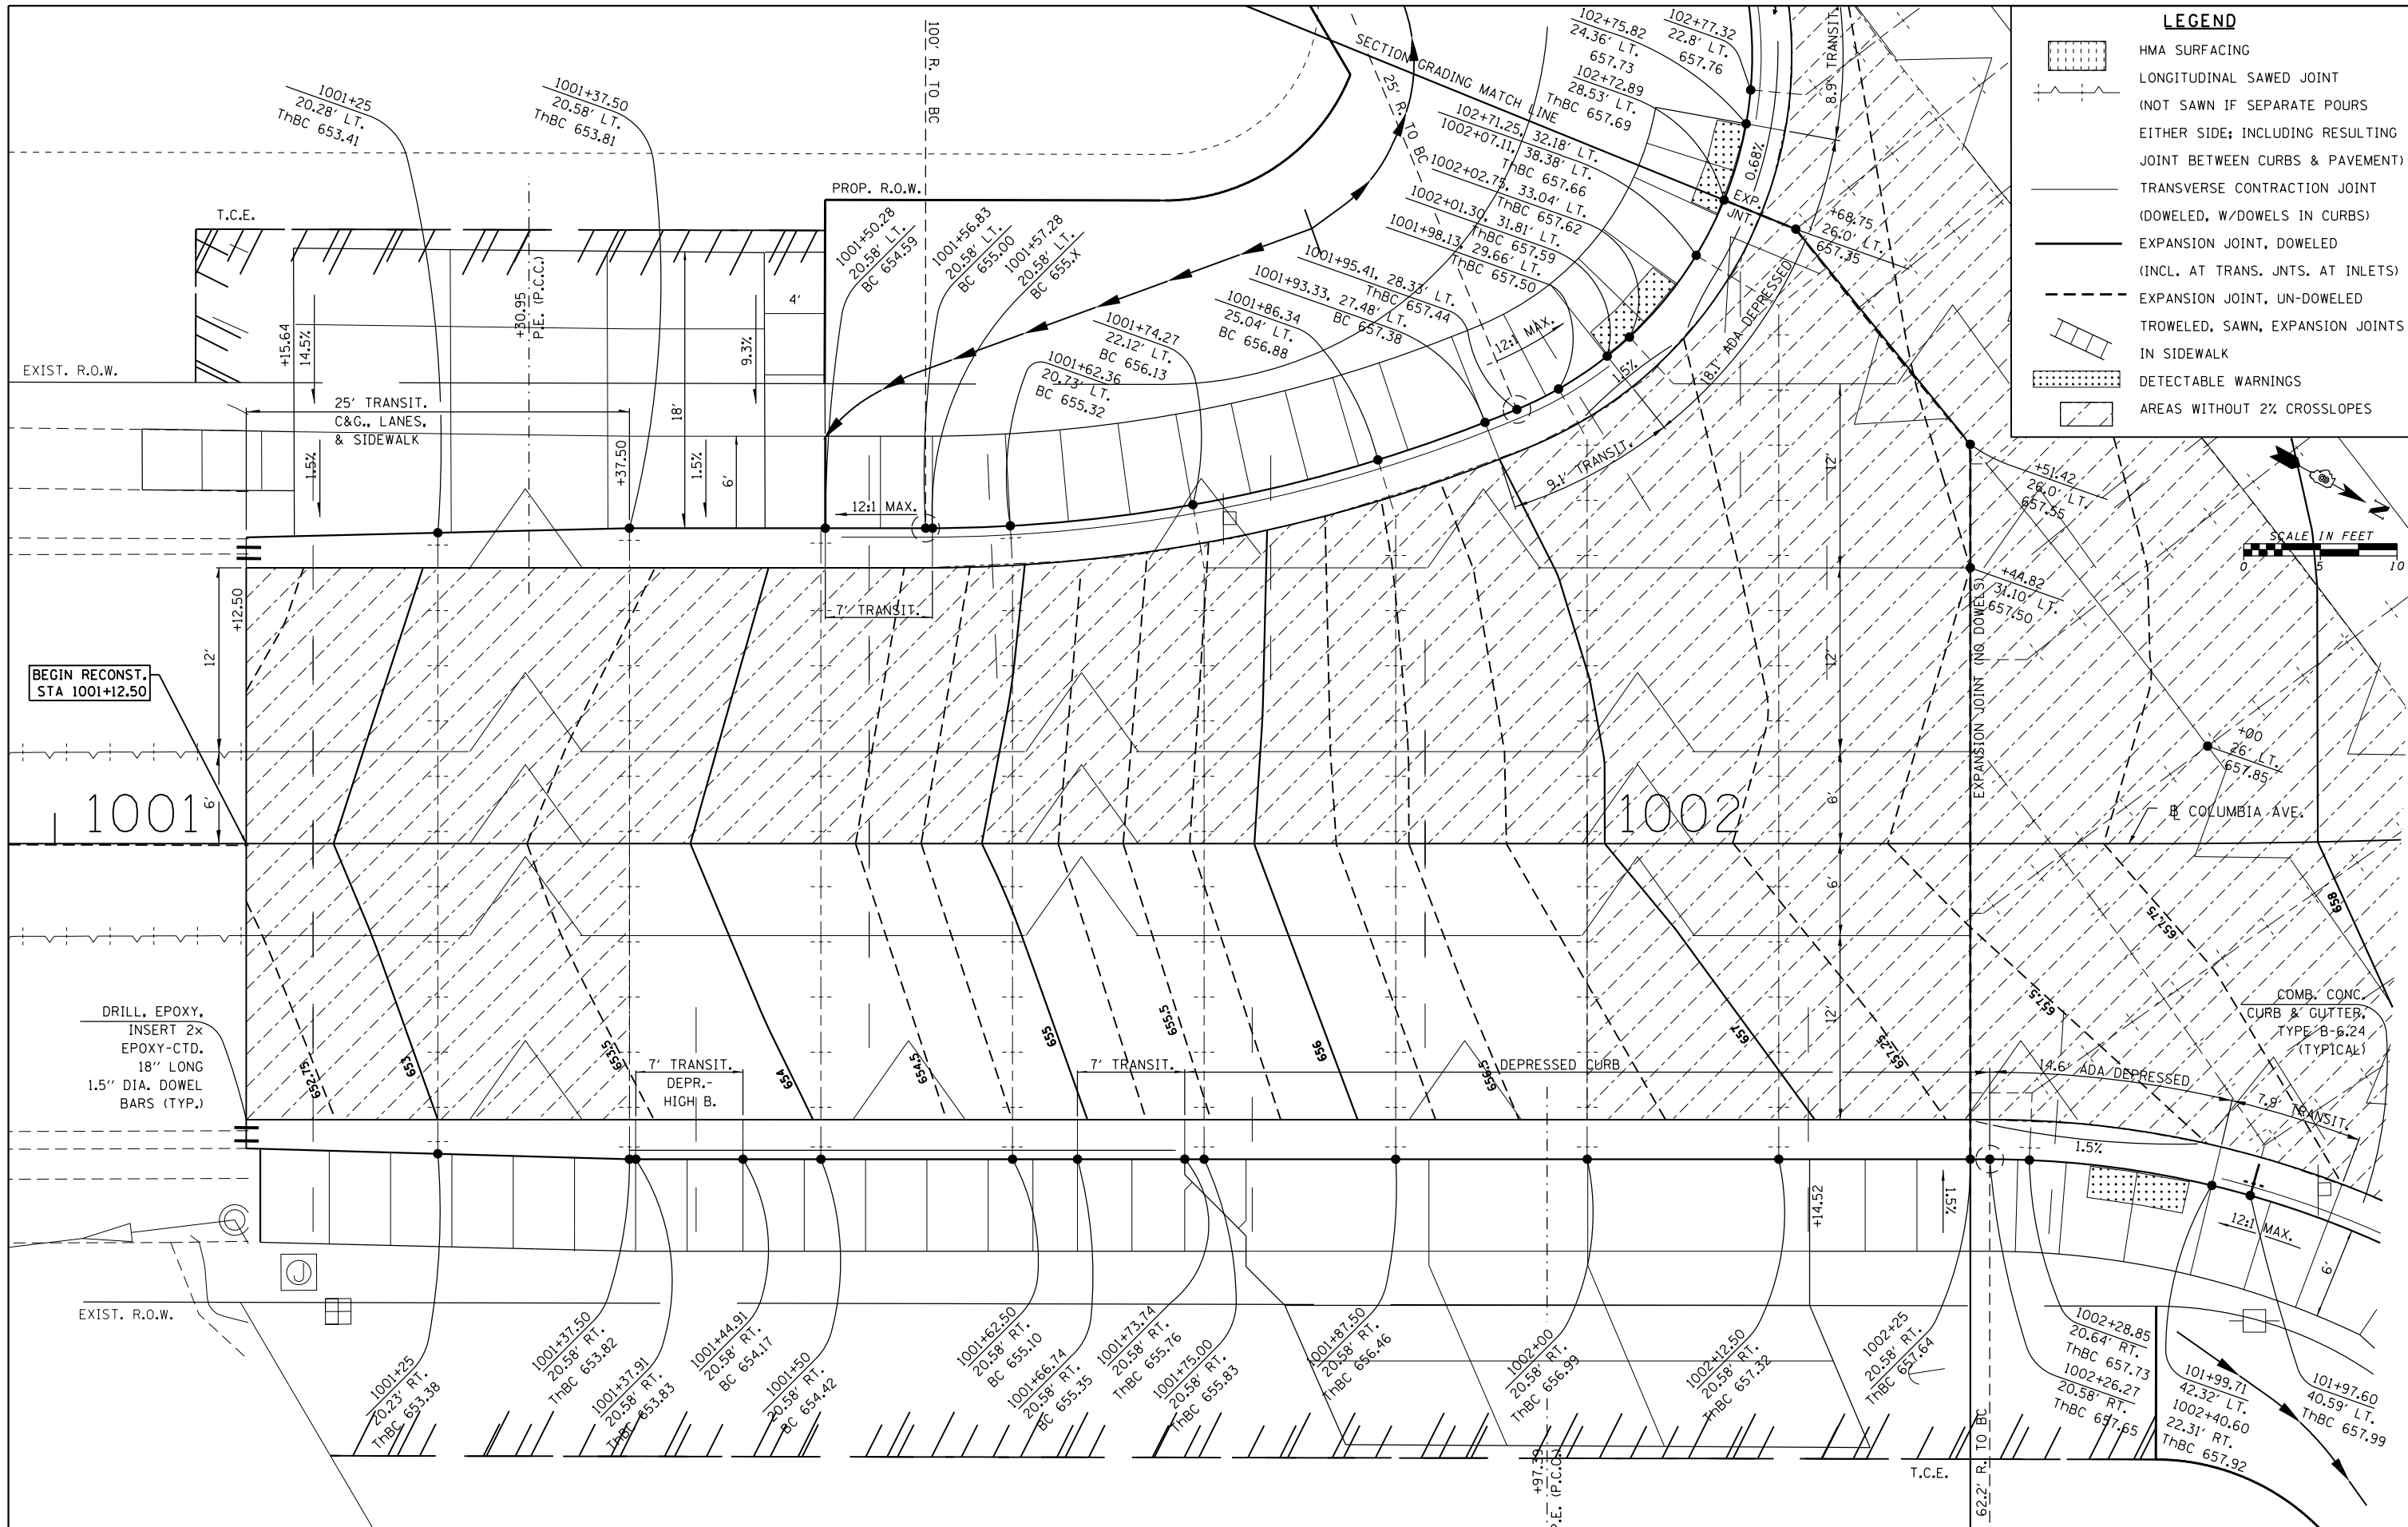 LEGEND
HMA SURFACING
LONGITUDINAL SAWED JOINT
(NOT SAWN IF SEPARATE POURS
EITHER SIDE; INCLUDING RESULTING
JOINT BETWEEN CURBS & PAVEMENT)
TRANSVERSE CONTRACTION JOINT
(DOWELED, W/DOWELS IN CURBS)
EXPANSION JOINT, DOWELED
(INCL. AT TRANS. JNTS. AT INLETS)
EXPANSION JOINT, UN-DOWELED
TROWELED, SAWN, EXPANSION JOINTS
IN SIDEWALK
DETECTABLE WARNINGS
AREAS WITHOUT 2% CROSSLOPES
N
SCALE IN FEET
0 5 10
1001+25
20.28' LT.
ThBC 653.41
1001+37.50
20.58' LT.
ThBC 653.81
100' R. TO BC
SECTION GRADING MATCH LINE
25' R. TO BC
102+75.82
24.36' LT.
657.73
102+77.32
22.8' LT.
657.76
102+72.89
28.53' LT.
ThBC 657.69
8.9' TRANSIT.
0.68%
102+71.25, 32.18' LT.
1002+07.11, 38.38' LT.
ThBC 657.66
1002+02.75, 33.04' LT.
ThBC 657.62
1002+01.30, 31.81' LT.
ThBC 657.59
1001+98.13, 29.66' LT.
ThBC 657.50
1001+95.41, 28.33' LT.
ThBC 657.44
1001+93.33, 27.48' LT.
BC 657.38
1001+86.34
25.04' LT.
BC 656.88
1001+74.27
22.12' LT.
BC 656.13
1001+62.36
20.73' LT.
BC 655.32
PROP. R.O.W.
1001+50.28
20.58' LT.
BC 654.59
1001+56.83
20.58' LT.
BC 655.00
1001+57.28
20.58' LT.
BC 655.X
EXP.
JNT.
+68.75
26.0' LT.
657.35
T.C.E.
+30.95
P.E. (P.C.C.)
4'
+15.64
14.5%
9.3%
EXIST. R.O.W.
25' TRANSIT.
C&G., LANES,
& SIDEWALK
18'
1.5%
+37.50
1.5%
6'
12:1 MAX.
12:1 MAX.
1.5%
18.1' ADA DEPRESSED
9.1' TRANSIT.
12'
+51.42
26.0' LT.
657.55
+44.82
31.10' LT.
657.50
+12.50
12'
7' TRANSIT.
12'
EXPANSION JOINT (NO DOWELS)
BEGIN RECONST.
STA 1001+12.50
+00
26' LT.
657.85
1001
6'
1002
6'
℄ COLUMBIA AVE.
6'
12'
DRILL, EPOXY,
INSERT 2x
EPOXY-CTD.
18" LONG
1.5" DIA. DOWEL
BARS (TYP.)
652.75
653
653.5
654
654.5
655
655.5
656
656.5
657
657.25
657.5
657.75
658
7' TRANSIT.
DEPR.-
HIGH B.
7' TRANSIT.
DEPRESSED CURB
COMB. CONC.
CURB & GUTTER,
TYPE B-6.24
(TYPICAL)
14.6' ADA DEPRESSED
7.9' TRANSIT.
1.5%
+14.52
1.5%
12:1 MAX.
6'
J
EXIST. R.O.W.
1001+25
20.23' RT.
ThBC 653.38
1001+37.50
20.58' RT.
ThBC 653.82
1001+37.91
20.58' RT.
ThBC 653.83
1001+44.91
20.58' RT.
BC 654.17
1001+50
20.58' RT.
BC 654.42
1001+62.50
20.58' RT.
BC 655.10
1001+66.74
20.58' RT.
BC 655.35
1001+73.74
20.58' RT.
ThBC 655.76
1001+75.00
20.58' RT.
ThBC 655.83
1001+87.50
20.58' RT.
ThBC 656.46
1002+00
20.58' RT.
ThBC 656.99
1002+12.50
20.58' RT.
ThBC 657.32
1002+25
20.58' RT.
ThBC 657.64
1002+28.85
20.64' RT.
ThBC 657.73
1002+26.27
20.58' RT.
ThBC 657.65
101+99.71
42.32' LT.
1002+40.60
22.31' RT.
ThBC 657.92
101+97.60
40.59' LT.
ThBC 657.99
+97.39
P.E. (P.C.C.)
T.C.E.
62.2' R. TO BC